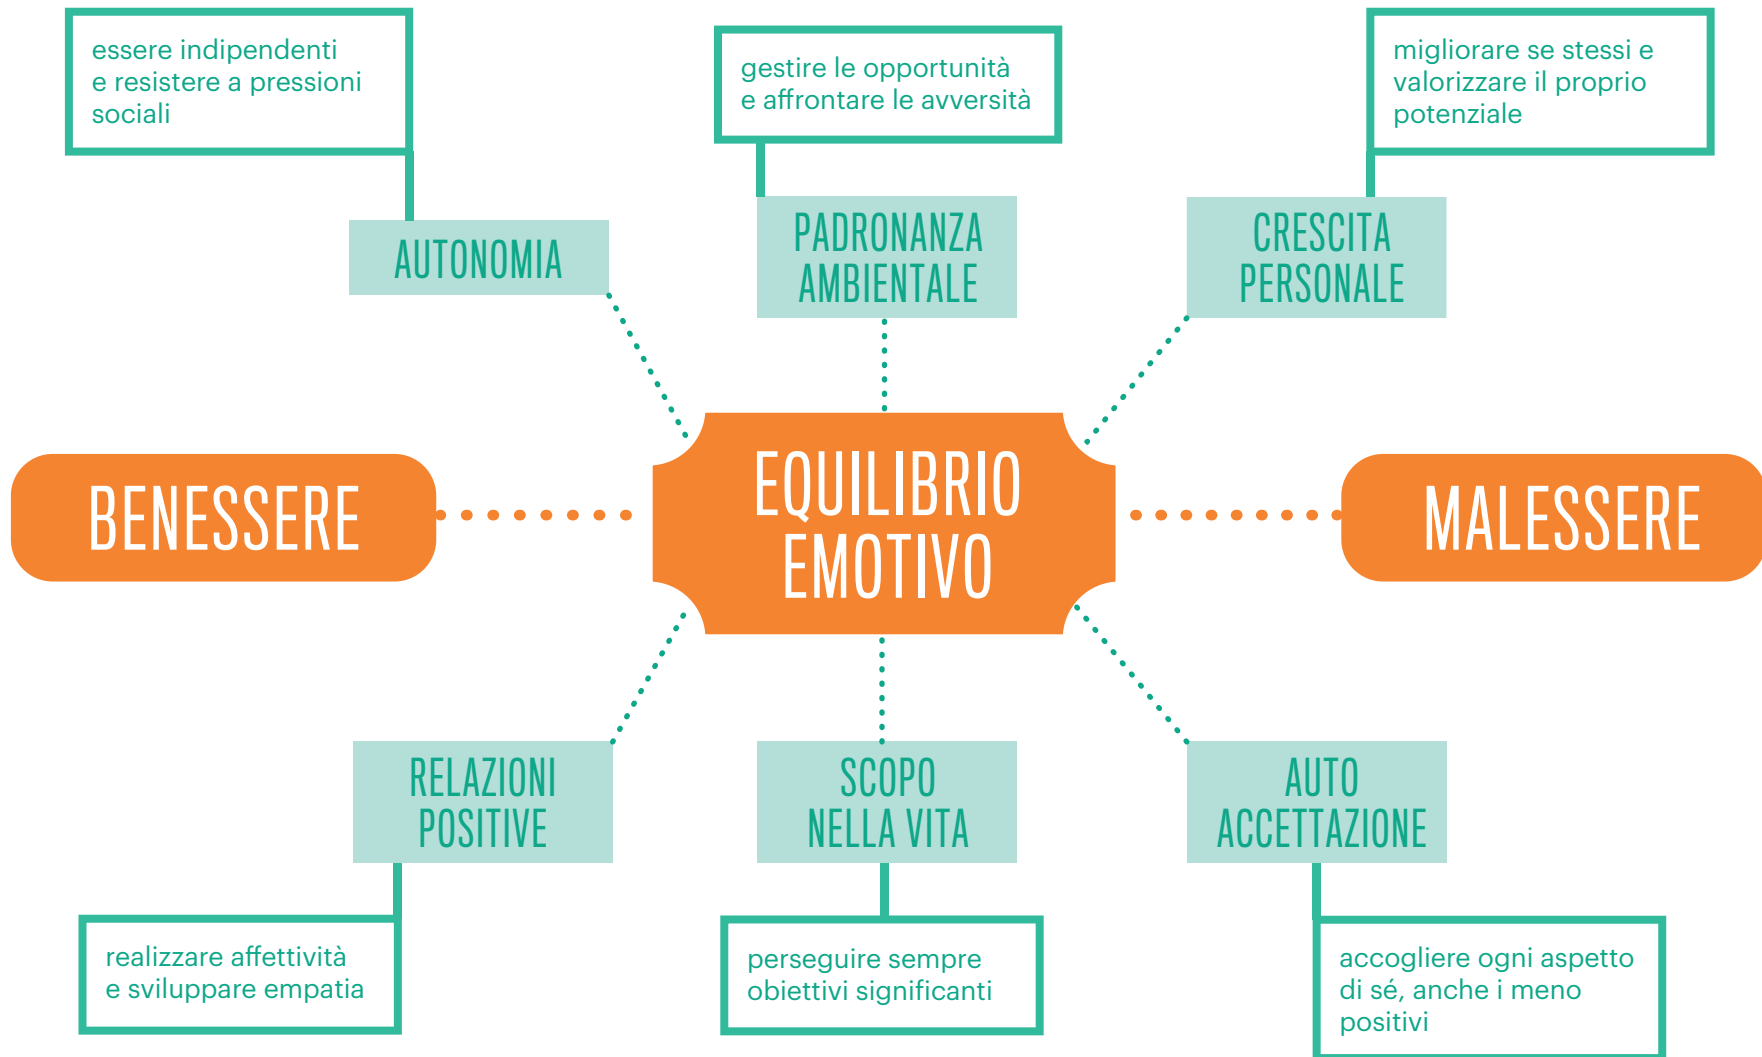 essere indipendenti
e resistere a pressioni
sociali
gestire le opportunità
e affrontare le avversità
migliorare se stessi e
valorizzare il proprio
potenziale
AUTONOMIA
PADRONANZA
AMBIENTALE
CRESCITA
PERSONALE
BENESSERE
EQUILIBRIO
EMOTIVO
MALESSERE
RELAZIONI
POSITIVE
SCOPO
NELLA VITA
AUTO
ACCETTAZIONE
realizzare affettività
e sviluppare empatia
perseguire sempre
obiettivi significanti
accogliere ogni aspetto
di sé, anche i meno
positivi